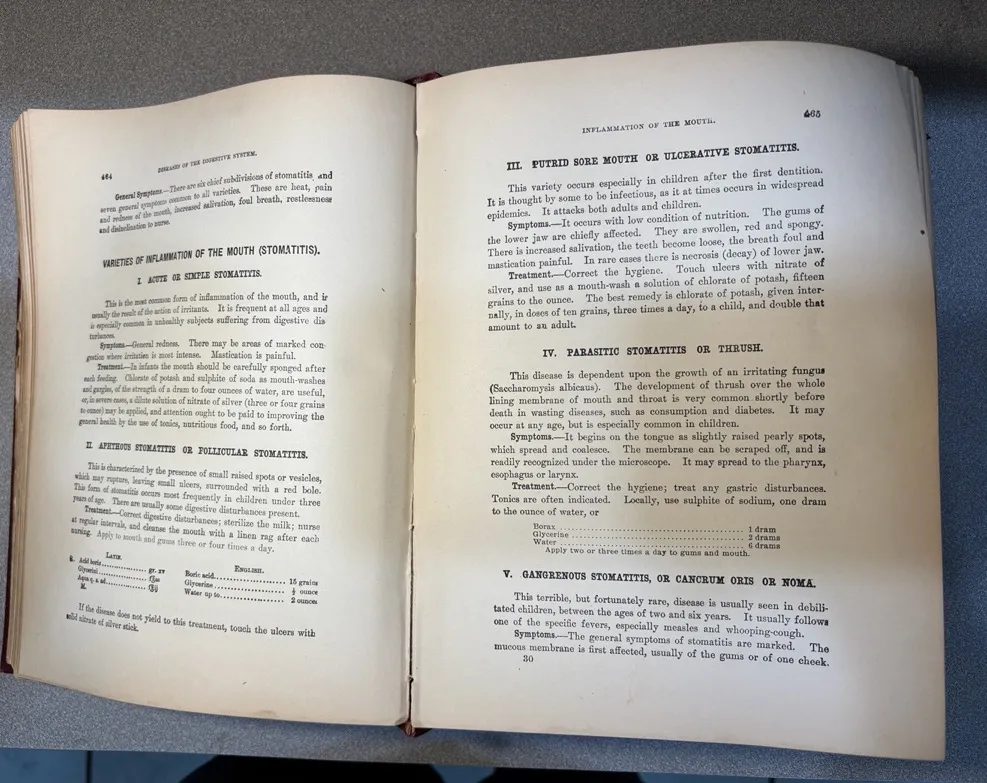 464
DISEASES OF THE DIGESTIVE SYSTEM.
General Symptoms.—There are six chief subdivisions of stomatitis and
seven general symptoms common to all varieties. These are heat, pain
and redness of the mouth, increased salivation, foul breath, restlessness
and disinclination to nurse.
VARIETIES OF INFLAMMATION OF THE MOUTH (STOMATITIS).
I. ACUTE OR SIMPLE STOMATITIS.
This is the most common form of inflammation of the mouth, and is
usually the result of the action of irritants. It is frequent at all ages and
is especially common in unhealthy subjects suffering from digestive dis
turbances.
Symptoms.—General redness. There may be areas of marked con-
gestion where irritation is most intense. Mastication is painful.
Treatment.—In infants the mouth should be carefully sponged after
each feeding. Chlorate of potash and sulphite of soda as mouth-washes
and gargles, of the strength of a dram to four ounces of water, are useful,
or, in severe cases, a dilute solution of nitrate of silver (three or four grains
to ounce) may be applied, and attention ought to be paid to improving the
general health by the use of tonics, nutritious food, and so forth.
II. APHTHOUS STOMATITIS OR FOLLICULAR STOMATITIS.
This is characterized by the presence of small raised spots or vesicles,
which may rupture, leaving small ulcers, surrounded with a red bole.
This form of stomatitis occurs most frequently in children under three
years of age. There are usually some digestive disturbances present.
Treatment.—Correct digestive disturbances; sterilize the milk; nurse
at regular intervals, and cleanse the mouth with a linen rag after each
nursing. Apply to mouth and gums three or four times a day.
LATIN.
℞. Acid boric ............ gr. xv
Glycerini ............
Aqua q. s ad ............
M.
ENGLISH.
Boric acid ............ 15 grains
Glycerine ............ ½ ounce
Water up to ............ 2 ounces
If the disease does not yield to this treatment, touch the ulcers with
solid nitrate of silver stick.
INFLAMMATION OF THE MOUTH.
465
III. PUTRID SORE MOUTH OR ULCERATIVE STOMATITIS.
This variety occurs especially in children after the first dentition.
It is thought by some to be infectious, as it at times occurs in widespread
epidemics. It attacks both adults and children.
Symptoms.—It occurs with low condition of nutrition. The gums of
the lower jaw are chiefly affected. They are swollen, red and spongy.
There is increased salivation, the teeth become loose, the breath foul and
mastication painful. In rare cases there is necrosis (decay) of lower jaw.
Treatment.—Correct the hygiene. Touch ulcers with nitrate of
silver, and use as a mouth-wash a solution of chlorate of potash, fifteen
grains to the ounce. The best remedy is chlorate of potash, given inter-
nally, in doses of ten grains, three times a day, to a child, and double that
amount to an adult.
IV. PARASITIC STOMATITIS OR THRUSH.
This disease is dependent upon the growth of an irritating fungus
(Saccharomysis albicaus). The development of thrush over the whole
lining membrane of mouth and throat is very common shortly before
death in wasting diseases, such as consumption and diabetes. It may
occur at any age, but is especially common in children.
Symptoms.—It begins on the tongue as slightly raised pearly spots,
which spread and coalesce. The membrane can be scraped off, and is
readily recognized under the microscope. It may spread to the pharynx,
esophagus or larynx.
Treatment.—Correct the hygiene; treat any gastric disturbances.
Tonics are often indicated. Locally, use sulphite of sodium, one dram
to the ounce of water, or
Borax ............ 1 dram
Glycerine ............ 2 drams
Water ............ 6 drams
Apply two or three times a day to gums and mouth.
V. GANGRENOUS STOMATITIS, OR CANCRUM ORIS OR NOMA.
This terrible, but fortunately rare, disease is usually seen in debili-
tated children, between the ages of two and six years. It usually follows
one of the specific fevers, especially measles and whooping-cough.
Symptoms.—The general symptoms of stomatitis are marked. The
mucous membrane is first affected, usually of the gums or of one cheek.
30